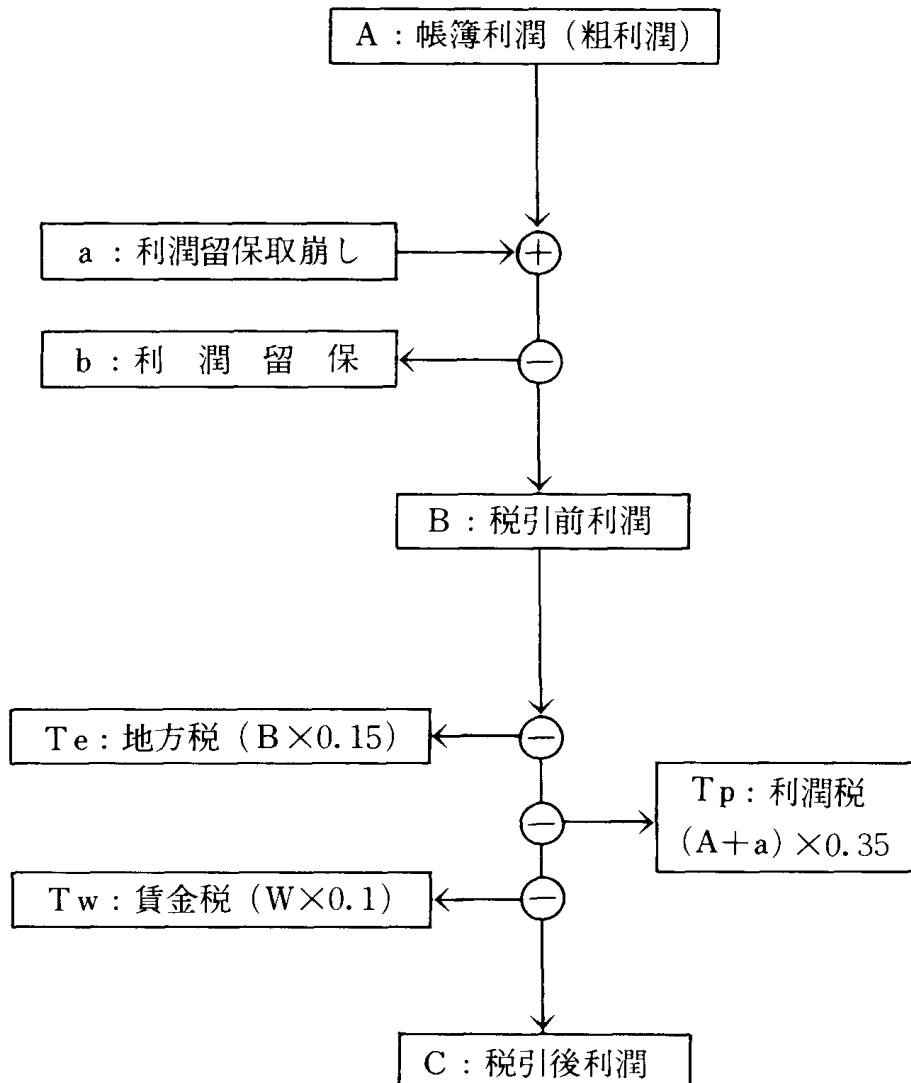 A：帳簿利潤（粗利潤）
a：利潤留保取崩し
＋
b：利潤留保
－
B：税引前利潤
Te：地方税（B×0.15）
－
Tp：利潤税
（A＋a）×0.35
－
Tw：賃金税（W×0.1）
－
C：税引後利潤